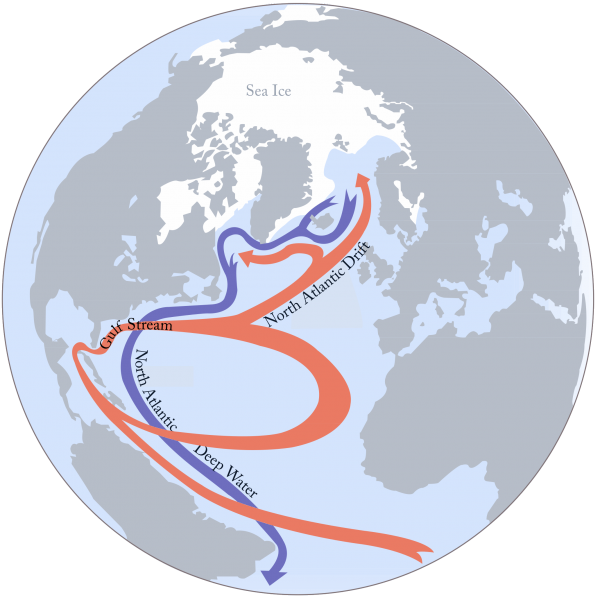 Sea Ice
North Atlantic Drift
Gulf Stream
North Atlantic
Deep Water